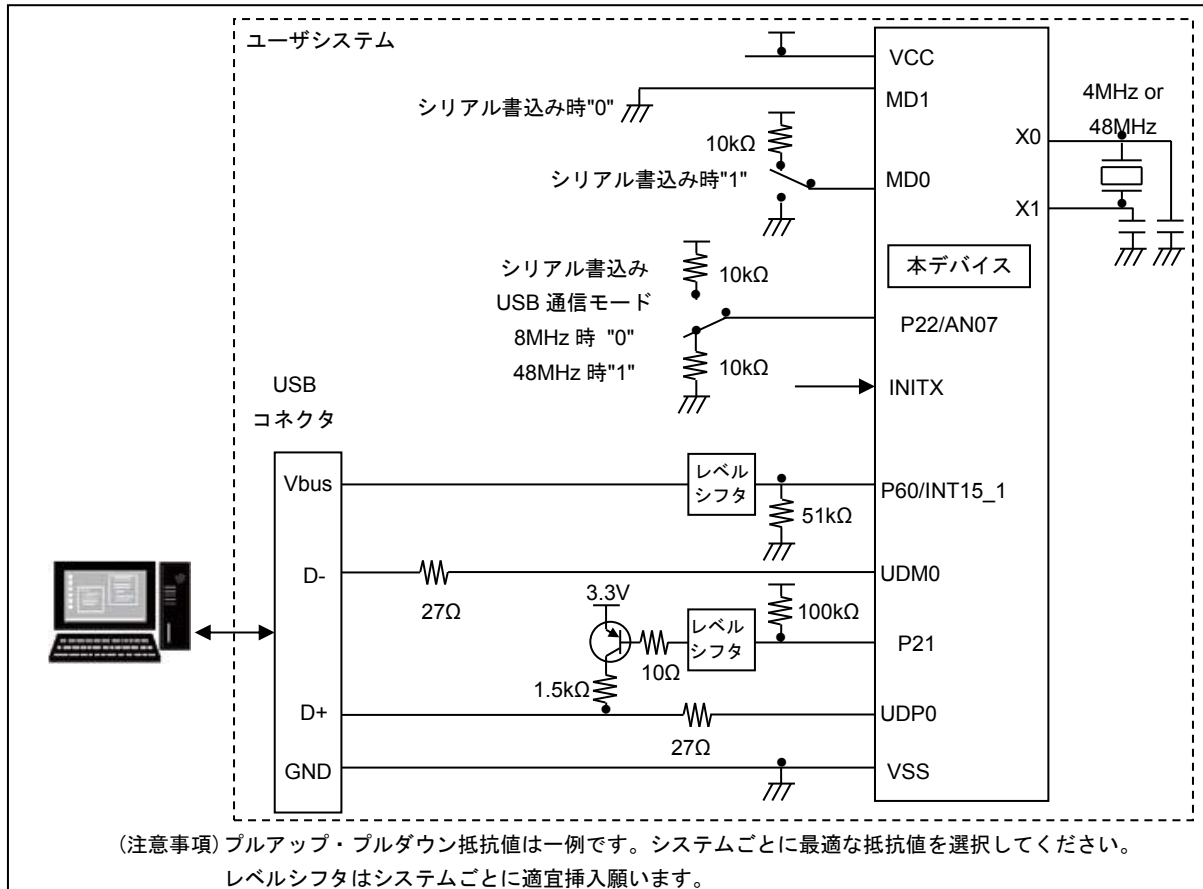 ユーザシステム
VCC
シリアル書込み時"0"
MD1
4MHz or
48MHz
X0
10kΩ
シリアル書込み時"1"
MD0
X1
本デバイス
シリアル書込み
10kΩ
USB 通信モード
P22/AN07
8MHz 時 "0"
48MHz 時"1"
10kΩ
USB
コネクタ
INITX
Vbus
レベル
シフタ
P60/INT15_1
51kΩ
D-
UDM0
27Ω
3.3V
100kΩ
レベル
シフタ
P21
10Ω
1.5kΩ
D+
UDP0
27Ω
GND
VSS
(注意事項) プルアップ・プルダウン抵抗値は一例です。システムごとに最適な抵抗値を選択してください。
レベルシフタはシステムごとに適宜挿入願います。